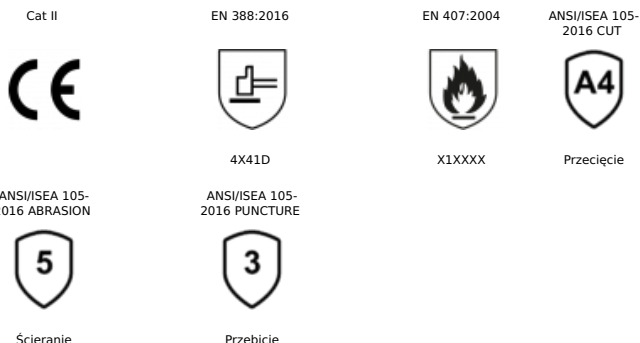 Cat II
EN 388:2016
EN 407:2004
ANSI/ISEA 105-
2016 CUT
CE
A4
4X41D
X1XXXX
Przecięcie
ANSI/ISEA 105-
2016 ABRASION
ANSI/ISEA 105-
2016 PUNCTURE
5
3
Ścieranie
Przebicie